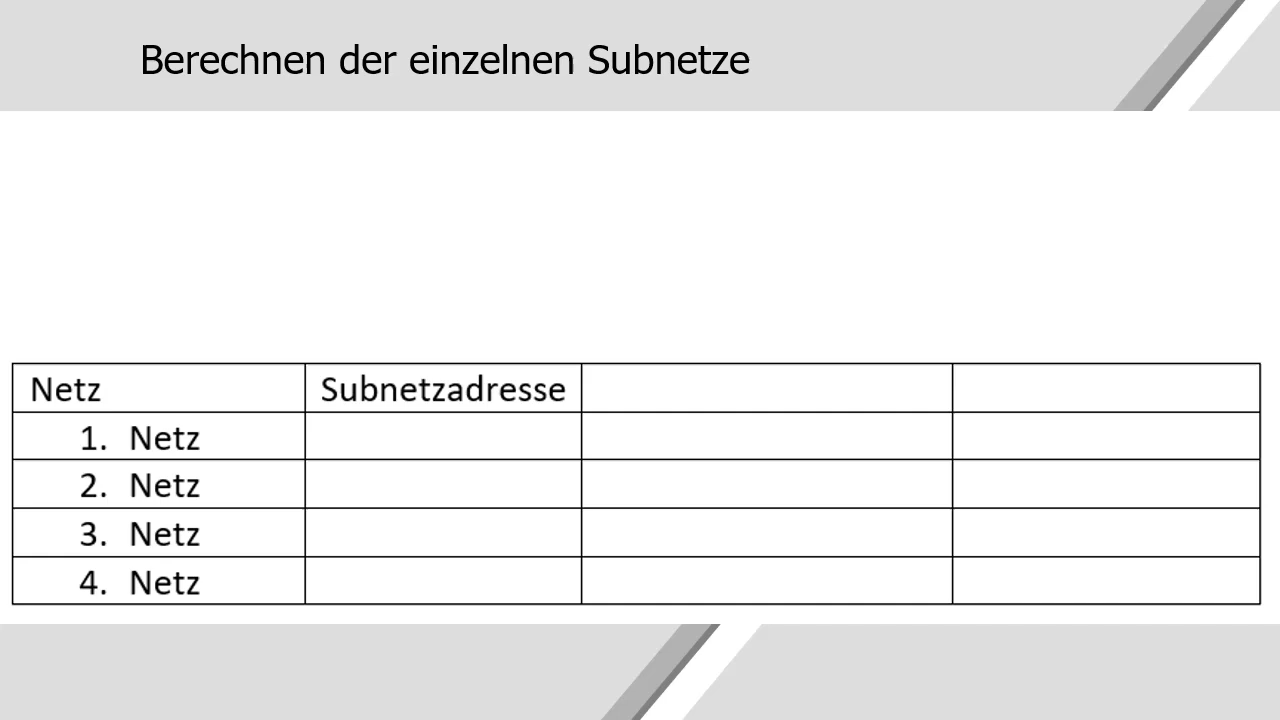 Berechnen der einzelnen Subnetze
Netz Subnetzadresse
1. Netz
2. Netz
3. Netz
4. Netz